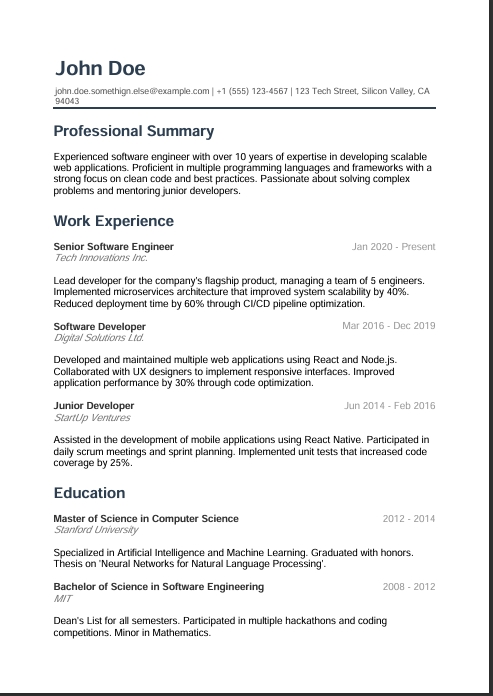 John Doe
john.doe.somethign.else@example.com | +1 (555) 123-4567 | 123 Tech Street, Silicon Valley, CA
94043
Professional Summary
Experienced software engineer with over 10 years of expertise in developing scalable
web applications. Proficient in multiple programming languages and frameworks with a
strong focus on clean code and best practices. Passionate about solving complex
problems and mentoring junior developers.
Work Experience
Senior Software Engineer Jan 2020 - Present
Tech Innovations Inc.
Lead developer for the company's flagship product, managing a team of 5 engineers.
Implemented microservices architecture that improved system scalability by 40%.
Reduced deployment time by 60% through CI/CD pipeline optimization.
Software Developer Mar 2016 - Dec 2019
Digital Solutions Ltd.
Developed and maintained multiple web applications using React and Node.js.
Collaborated with UX designers to implement responsive interfaces. Improved
application performance by 30% through code optimization.
Junior Developer Jun 2014 - Feb 2016
StartUp Ventures
Assisted in the development of mobile applications using React Native. Participated in
daily scrum meetings and sprint planning. Implemented unit tests that increased code
coverage by 25%.
Education
Master of Science in Computer Science 2012 - 2014
Stanford University
Specialized in Artificial Intelligence and Machine Learning. Graduated with honors.
Thesis on 'Neural Networks for Natural Language Processing'.
Bachelor of Science in Software Engineering 2008 - 2012
MIT
Dean's List for all semesters. Participated in multiple hackathons and coding
competitions. Minor in Mathematics.